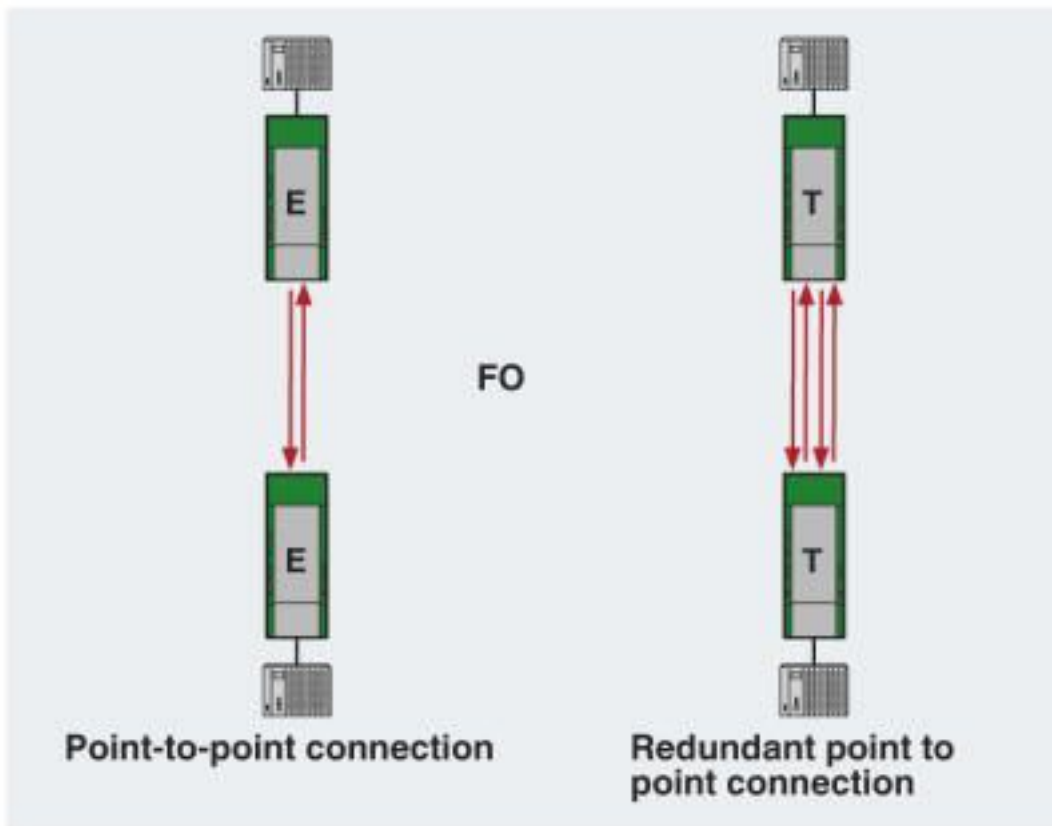 E
T
FO
E
T
Point-to-point connection
Redundant point to
point connection